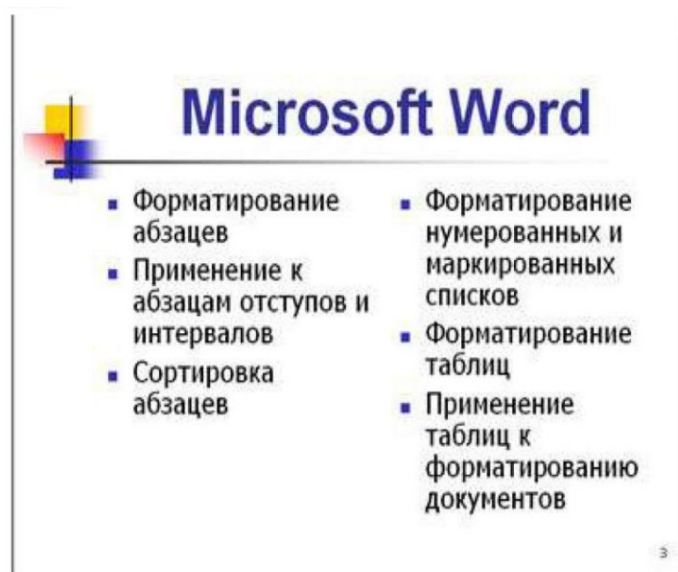 Microsoft Word
Форматирование
абзацев
Применение к
абзацам отступов и
интервалов
Сортировка
абзацев
Форматирование
нумерованных и
маркированных
списков
Форматирование
таблиц
Применение
таблиц к
форматированию
документов
3